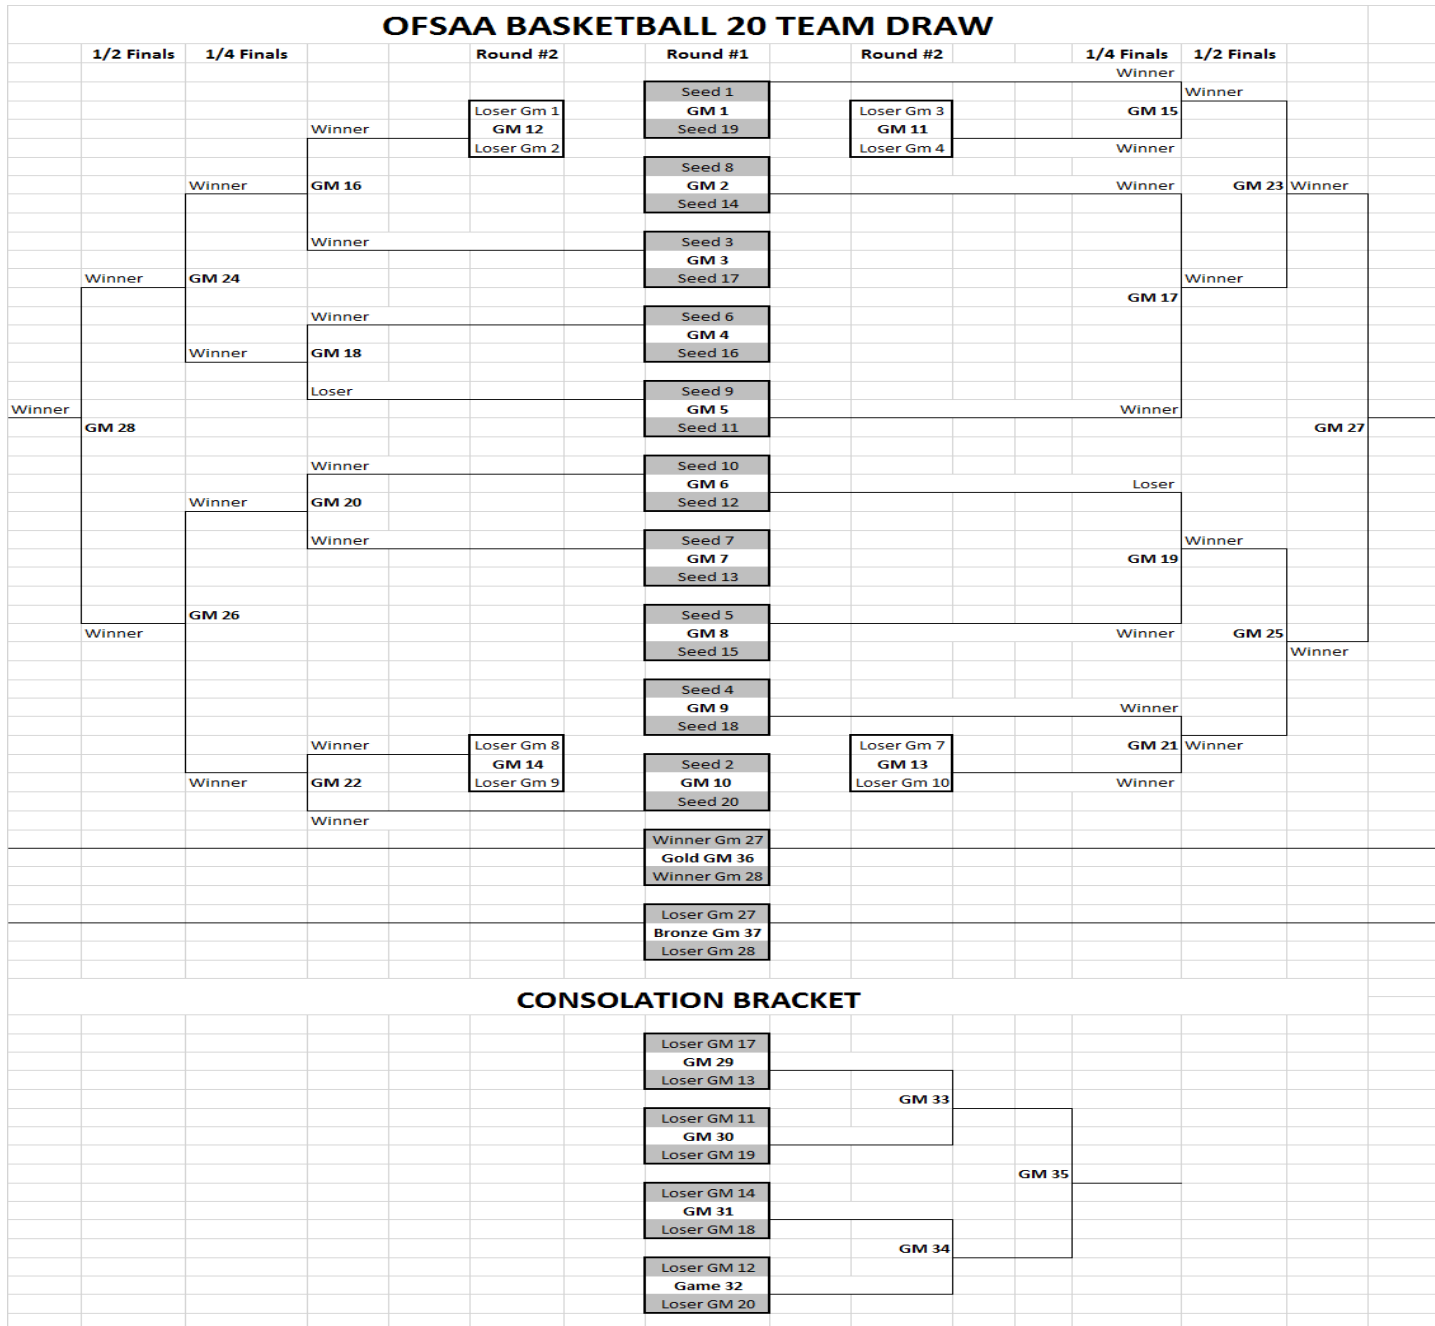 OFSAA BASKETBALL 20 TEAM DRAW
1/2 Finals 1/4 Finals Round #2 Round #1 Round #2 1/4 Finals 1/2 Finals
Winner
Seed 1 Winner
Loser Gm 1 GM 1 Loser Gm 3 GM 15
Winner GM 12 Seed 19 GM 11
Loser Gm 2 Loser Gm 4 Winner
Seed 8
Winner GM 16 GM 2 Winner GM 23 Winner
Seed 14
Winner Seed 3
GM 3
Winner GM 24 Seed 17 Winner
GM 17
Winner Seed 6
GM 4
Winner GM 18 Seed 16
Loser Seed 9
Winner GM 5 Winner
GM 28 Seed 11 GM 27
Winner Seed 10
GM 6 Loser
Winner GM 20 Seed 12
Winner Seed 7 Winner
GM 7 GM 19
Seed 13
GM 26 Seed 5
Winner GM 8 Winner GM 25
Seed 15 Winner
Seed 4
GM 9 Winner
Seed 18
Winner Loser Gm 8 Loser Gm 7 GM 21 Winner
GM 14 Seed 2 GM 13
Winner GM 22 Loser Gm 9 GM 10 Loser Gm 10 Winner
Seed 20
Winner
Winner Gm 27
Gold GM 36
Winner Gm 28
Loser Gm 27
Bronze Gm 37
Loser Gm 28
CONSOLATION BRACKET
Loser GM 17
GM 29
Loser GM 13
GM 33
Loser GM 11
GM 30
Loser GM 19
GM 35
Loser GM 14
GM 31
Loser GM 18
GM 34
Loser GM 12
Game 32
Loser GM 20